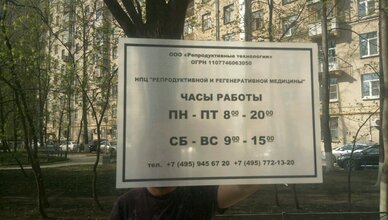 ООО «Репродуктивные технологии»
ОГРН 1107746063050
НПЦ "РЕПРОДУКТИВНОЙ И РЕГЕНЕРАТИВНОЙ МЕДИЦИНЫ"
ЧАСЫ РАБОТЫ
ПН - ПТ 8⁰⁰ - 20⁰⁰
СБ - ВС 9⁰⁰ - 15⁰⁰
тел. +7 (495) 945 67 20 +7 (495) 772-13-20